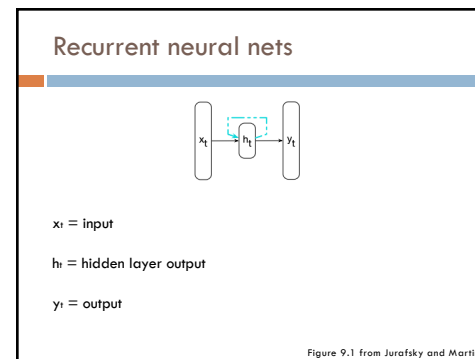 Recurrent neural nets
xt ht yt
xt = input
ht = hidden layer output
yt = output
Figure 9.1 from Jurafsky and Marti